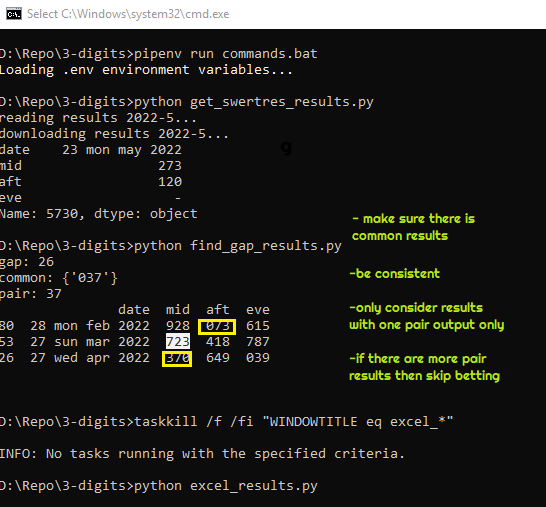 Select C:\Windows\system32\cmd.exe
D:\Repo\3-digits>pipenv run commands.bat
Loading .env environment variables...
D:\Repo\3-digits>python get_swertres_results.py
reading results 2022-5...
downloading results 2022-5...
date    23 mon may 2022
g
mid                 273
aft                 120
eve                   -
Name: 5730, dtype: object
- make sure there is
common results
D:\Repo\3-digits>python find_gap_results.py
gap: 26
common: {'037'}
-be consistent
pair: 37
               date  mid  aft  eve
80  28 mon feb 2022  928  073  615
53  27 sun mar 2022  723  418  787
26  27 wed apr 2022  370  649  039
-only consider results
with one pair output only
-if there are more pair
results then skip betting
D:\Repo\3-digits>taskkill /f /fi "WINDOWTITLE eq excel_*"
INFO: No tasks running with the specified criteria.
D:\Repo\3-digits>python excel_results.py